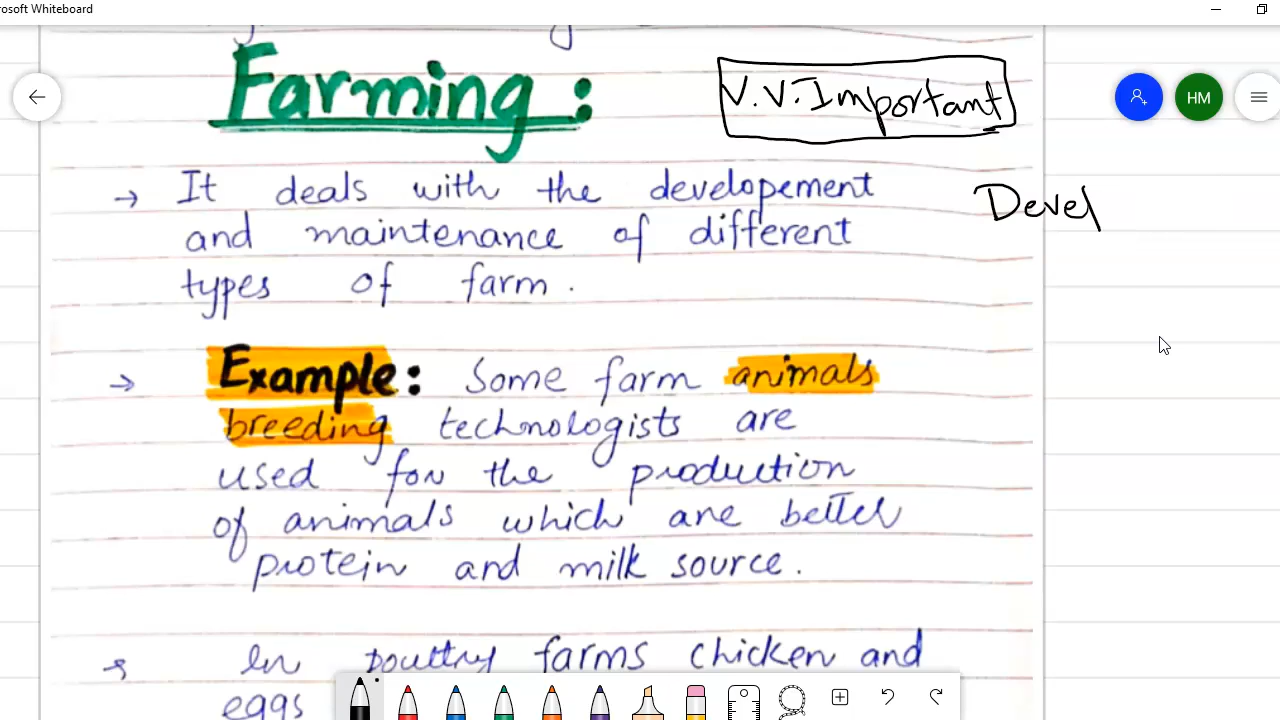 rosoft Whiteboard
Farming :
V.V.Important
HM
→ It deals with the developement
Devel
and maintenance of different
types of farm .
→ Example: Some farm animals
breeding technologists are
used for the production
of animals which are better
protein and milk source .
→ In poultry farms chicken and
eggs